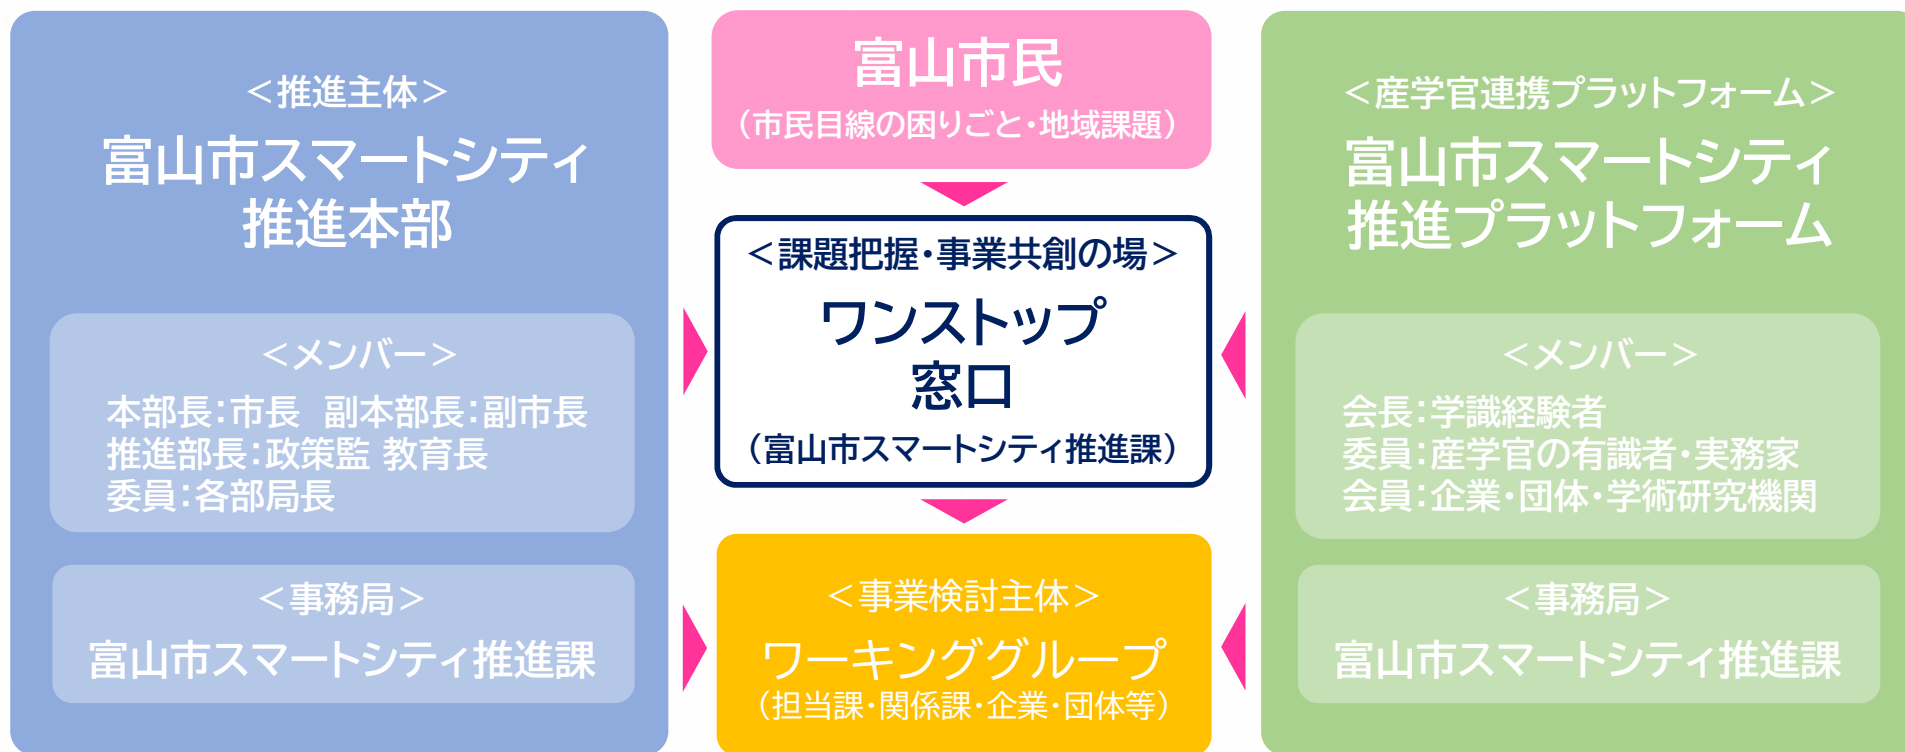 ＜推進主体＞
富山市スマートシティ
推進本部
＜メンバー＞
本部長：市長　副本部長：副市長
推進部長：政策監 教育長
委員：各部局長
＜事務局＞
富山市スマートシティ推進課
富山市民
（市民目線の困りごと・地域課題）
＜課題把握・事業共創の場＞
ワンストップ
窓口
（富山市スマートシティ推進課）
＜事業検討主体＞
ワーキンググループ
（担当課・関係課・企業・団体等）
＜産学官連携プラットフォーム＞
富山市スマートシティ
推進プラットフォーム
＜メンバー＞
会長：学識経験者
委員：産学官の有識者・実務家
会員：企業・団体・学術研究機関
＜事務局＞
富山市スマートシティ推進課